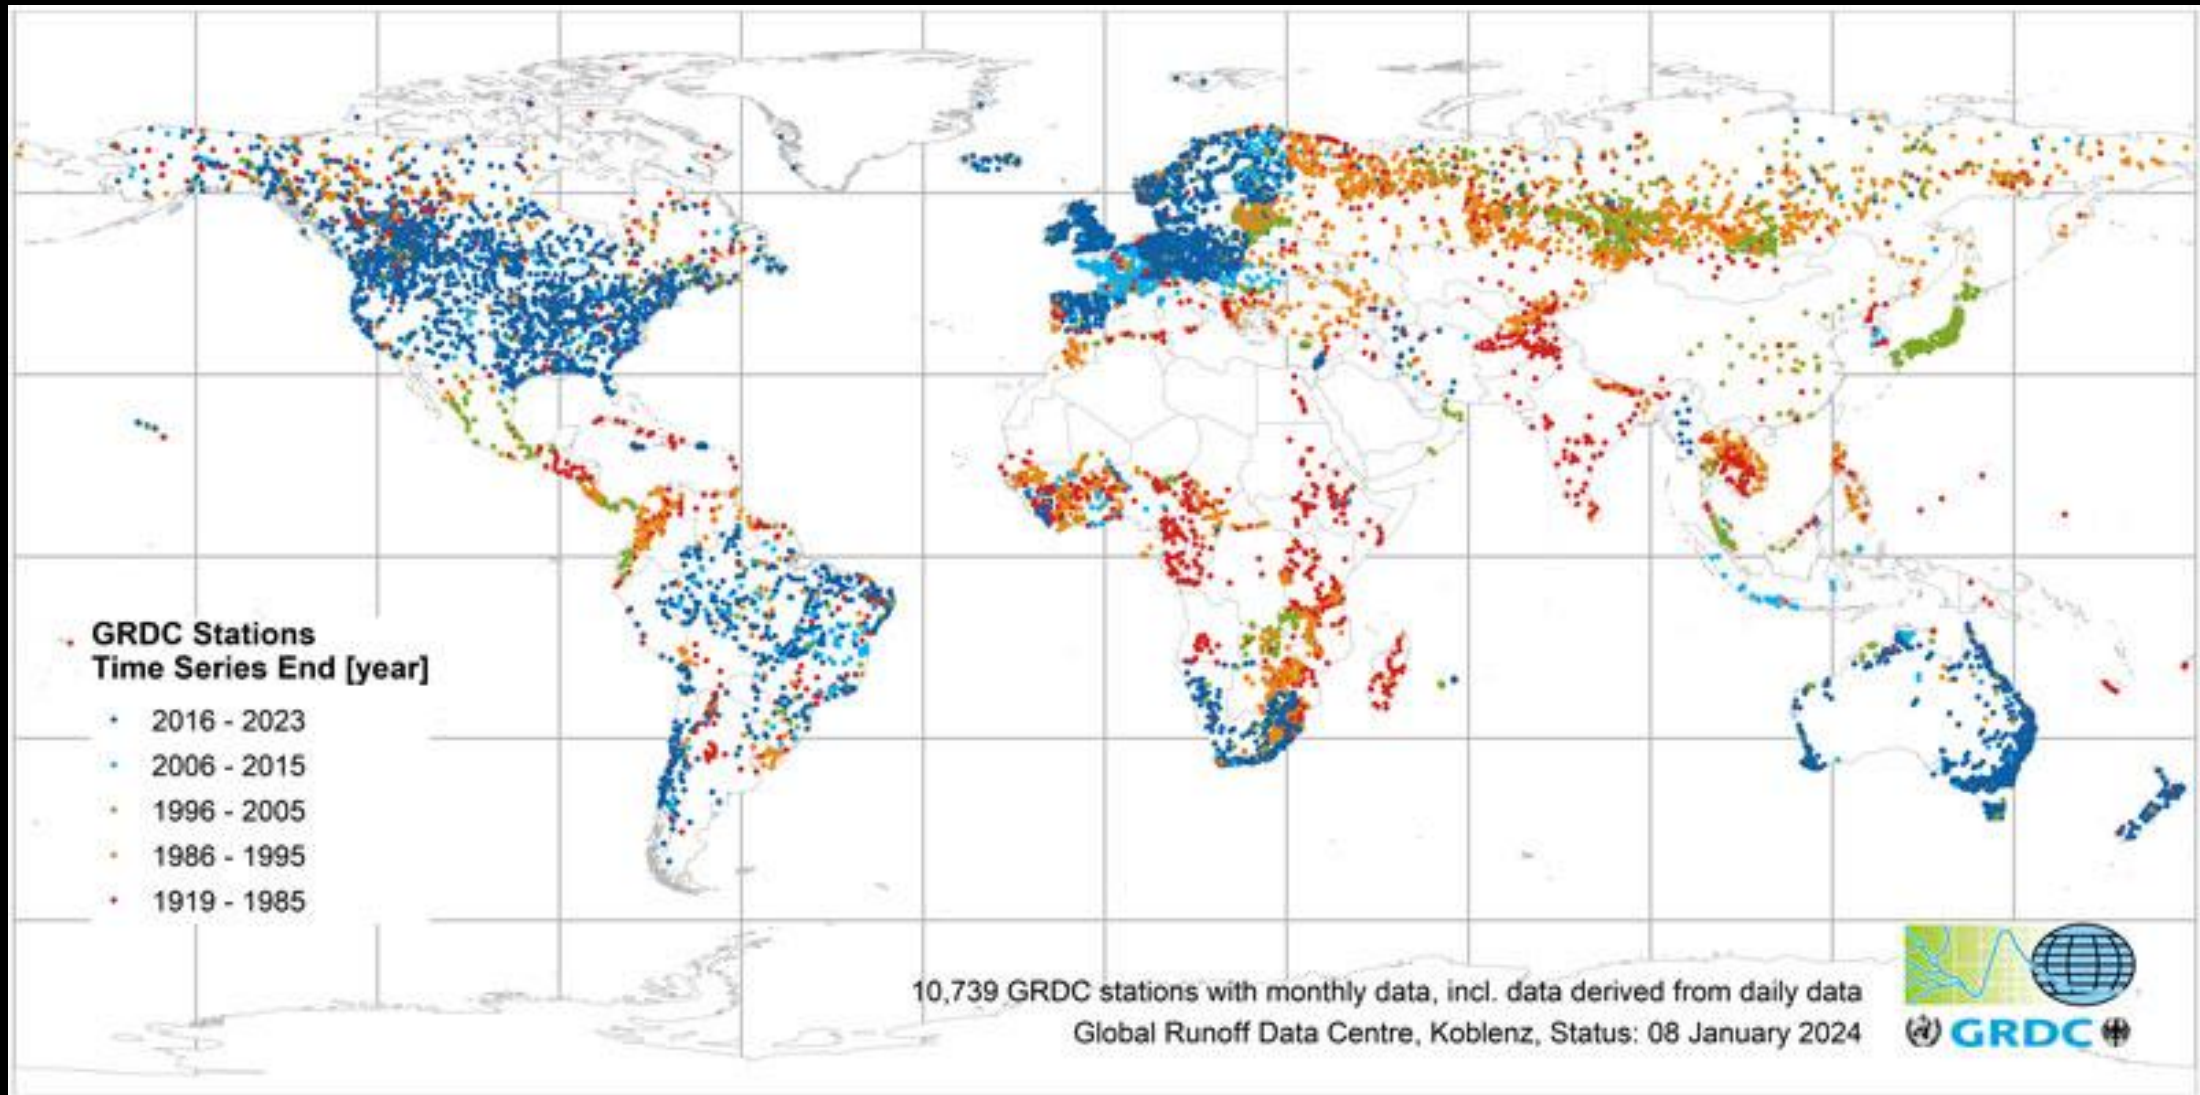 GRDC Stations
Time Series End [year]
2016 - 2023
2006 - 2015
1996 - 2005
1986 - 1995
1919 - 1985
10,739 GRDC stations with monthly data, incl. data derived from daily data
Global Runoff Data Centre, Koblenz, Status: 08 January 2024
GRDC